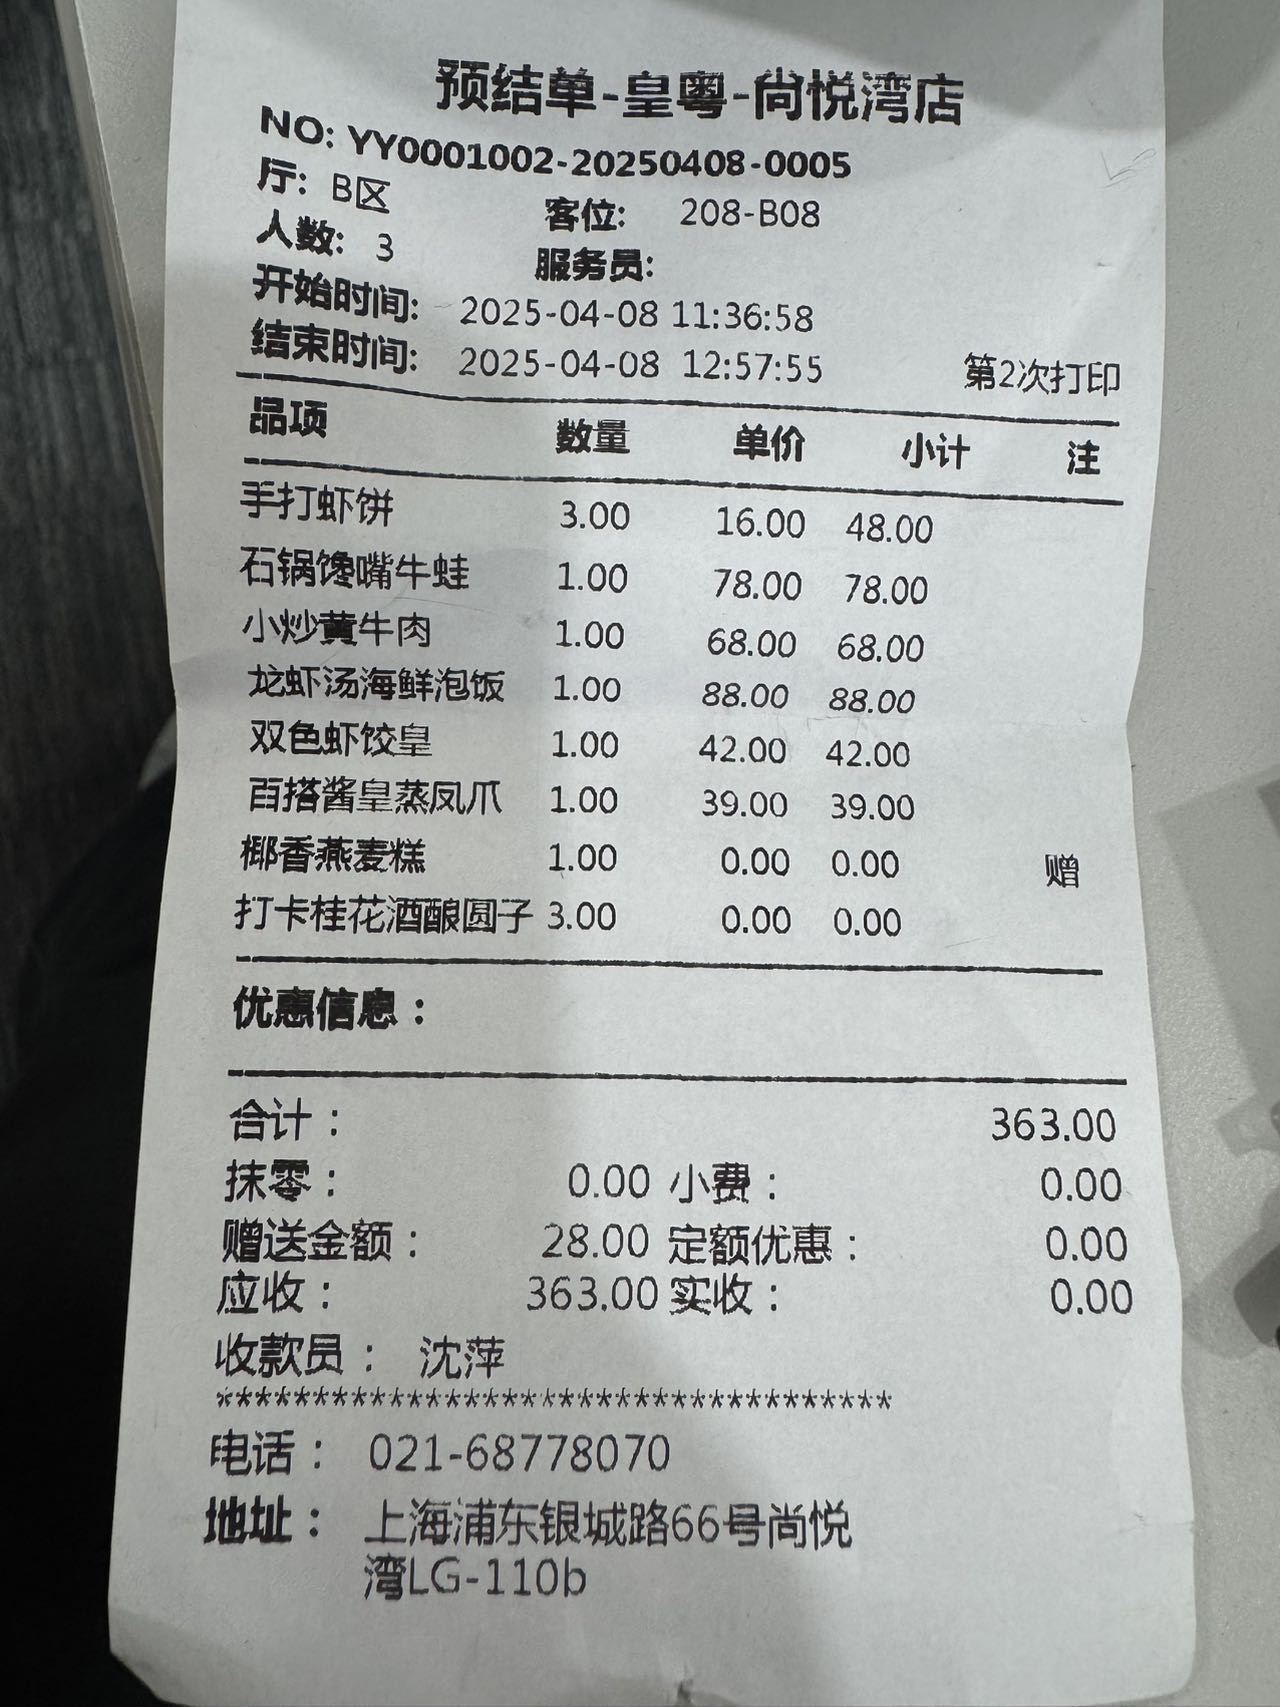 预结单-皇粤-尚悦湾店
NO: YY0001002-20250408-0005
厅: B区 客位: 208-B08
人数: 3 服务员:
开始时间: 2025-04-08 11:36:58
结束时间: 2025-04-08 12:57:55 第2次打印
品项 数量 单价 小计 注
手打虾饼 3.00 16.00 48.00
石锅馋嘴牛蛙 1.00 78.00 78.00
小炒黄牛肉 1.00 68.00 68.00
龙虾汤海鲜泡饭 1.00 88.00 88.00
双色虾饺皇 1.00 42.00 42.00
百搭酱皇蒸凤爪 1.00 39.00 39.00
椰香燕麦糕 1.00 0.00 0.00 赠
打卡桂花酒酿圆子 3.00 0.00 0.00
优惠信息：
合计： 363.00
抹零： 0.00 小费： 0.00
赠送金额： 28.00 定额优惠： 0.00
应收： 363.00 实收： 0.00
收款员： 沈萍
************************************
电话： 021-68778070
地址： 上海浦东银城路66号尚悦
湾LG-110b